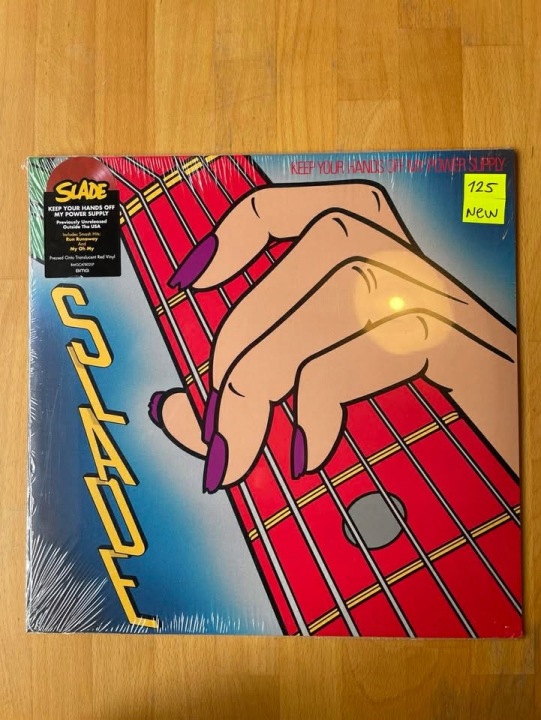 KEEP YOUR HANDS OFF MY POWER SUPPLY
125
NEW
SLADE
KEEP YOUR HANDS OFF
MY POWER SUPPLY
Previously Unreleased
Outside The USA
Includes Smash Hits
Run Runaway
And
My Oh My
Pressed Onto Translucent Red Vinyl
SLADE